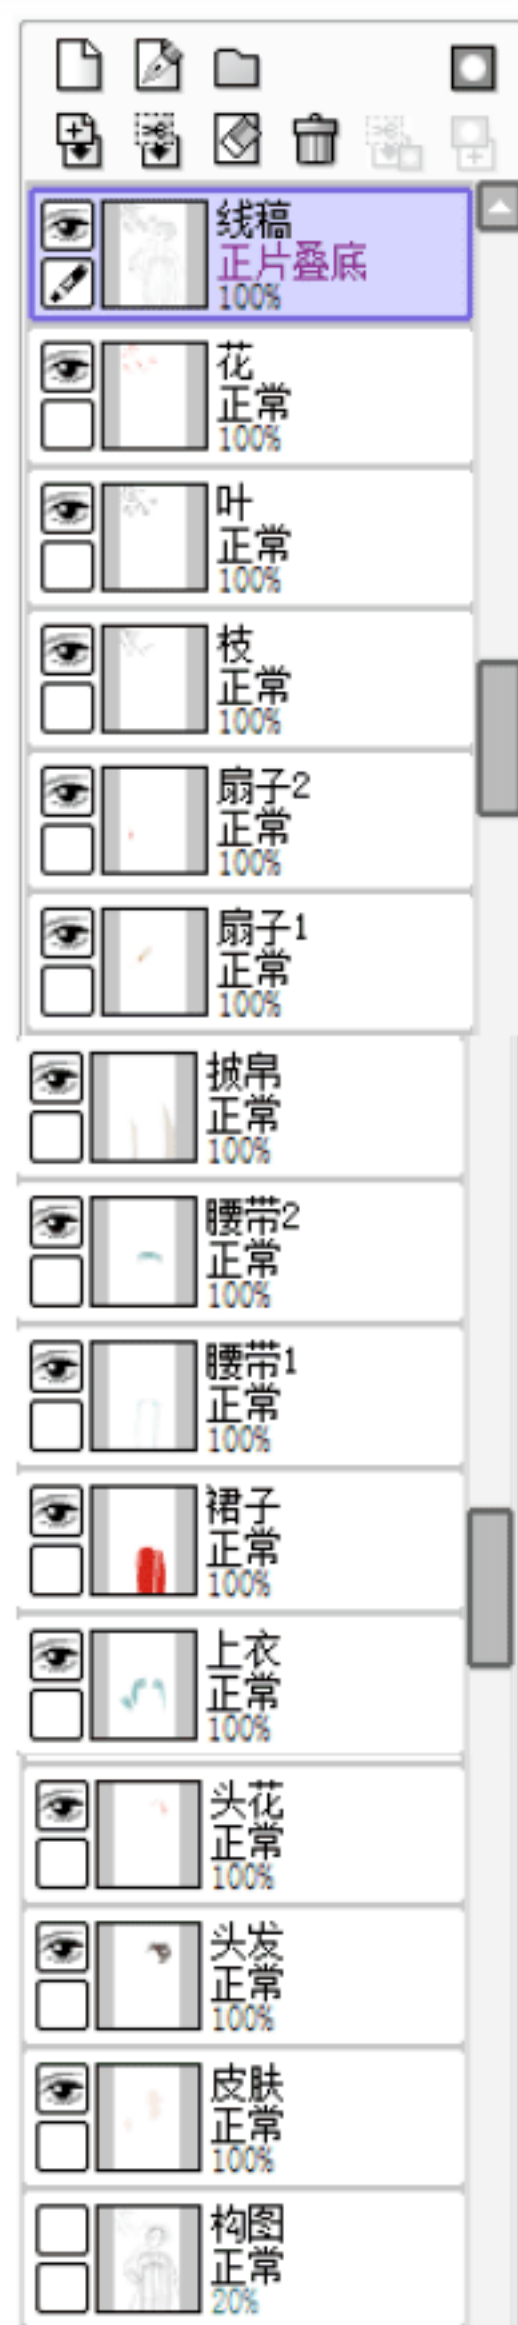 线稿
正片叠底
100%
花
正常
100%
叶
正常
100%
枝
正常
100%
扇子2
正常
100%
扇子1
正常
100%
披帛
正常
100%
腰带2
正常
100%
腰带1
正常
100%
裙子
正常
100%
上衣
正常
100%
头花
正常
100%
头发
正常
100%
皮肤
正常
100%
构图
正常
20%